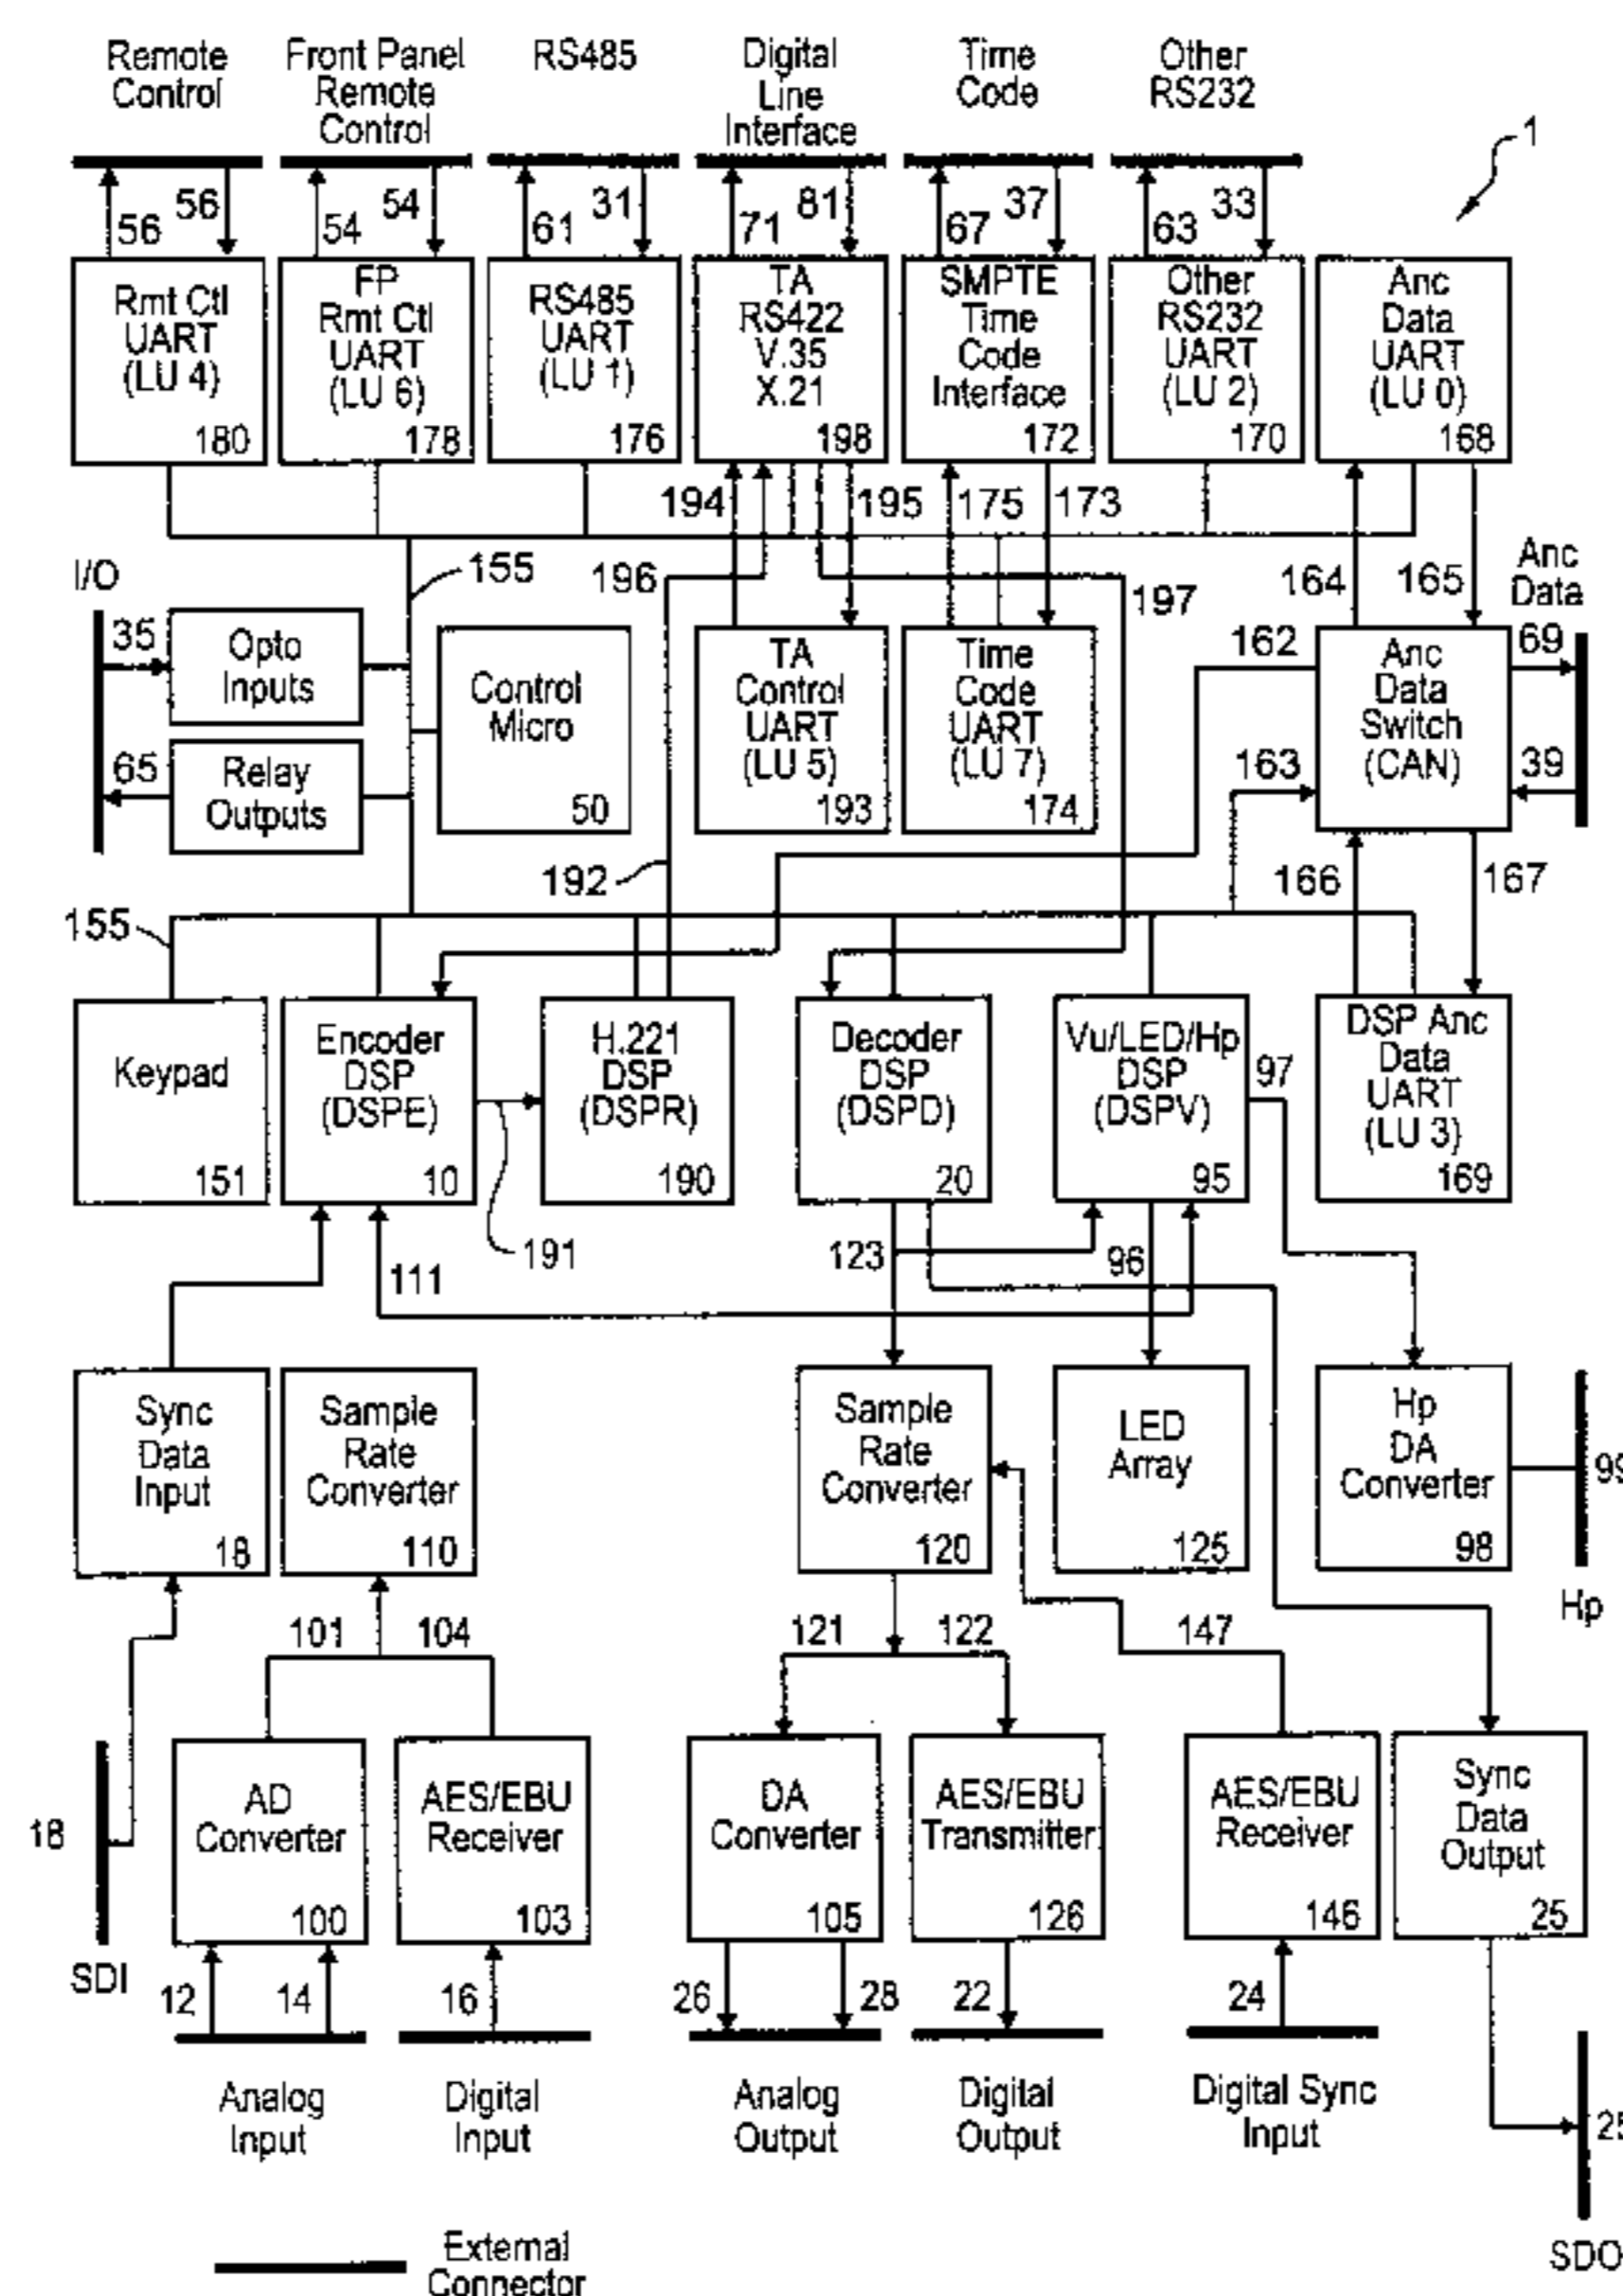 Remote
Control
Front Panel
Remote
Control
RS485
Digital
Line
Interface
Time
Code
Other
RS232
1
56
56
54
54
61
31
71
81
67
37
63
33
Rmt Ctl
UART
(LU 4)
180
FP
Rmt Ctl
UART
(LU 6)
178
RS485
UART
(LU 1)
176
TA
RS422
V.35
X.21
198
SMPTE
Time
Code
Interface
172
Other
RS232
UART
(LU 2)
170
Anc
Data
UART
(LU 0)
168
194
195
175
173
I/O
155
196
197
164
165
Anc
Data
35
Opto
Inputs
65
Relay
Outputs
Control
Micro
50
TA
Control
UART
(LU 5)
193
Time
Code
UART
(LU 7)
174
162
163
Anc
Data
Switch
(CAN)
69
39
192
166
167
155
Keypad
151
Encoder
DSP
(DSPE)
10
H.221
DSP
(DSPR)
190
Decoder
DSP
(DSPD)
20
Vu/LED/Hp
DSP
(DSPV)
95
97
DSP Anc
Data
UART
(LU 3)
169
111
191
123
96
Sync
Data
Input
18
Sample
Rate
Converter
110
Sample
Rate
Converter
120
LED
Array
125
Hp
DA
Converter
98
99
Hp
101
104
121
122
147
18
SDI
AD
Converter
100
AES/EBU
Receiver
103
DA
Converter
105
AES/EBU
Transmitter
126
AES/EBU
Receiver
146
Sync
Data
Output
25
12
14
16
26
28
22
24
Analog
Input
Digital
Input
Analog
Output
Digital
Output
Digital Sync
Input
25
SDO
External
Connector